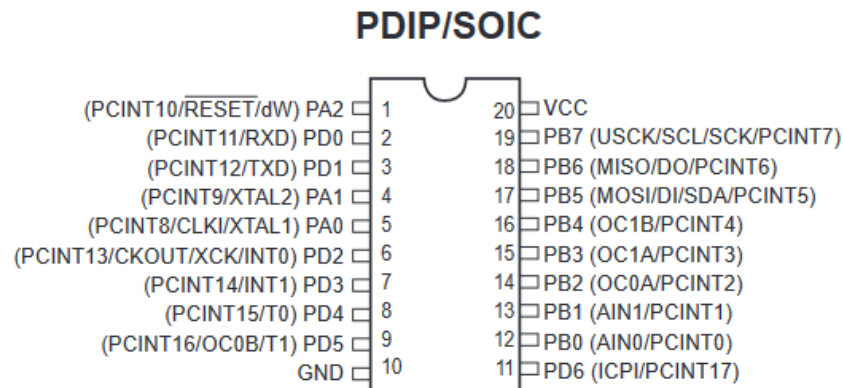 PDIP/SOIC
(PCINT10/RESET/dW) PA2 1 20 VCC
(PCINT11/RXD) PD0 2 19 PB7 (USCK/SCL/SCK/PCINT7)
(PCINT12/TXD) PD1 3 18 PB6 (MISO/DO/PCINT6)
(PCINT9/XTAL2) PA1 4 17 PB5 (MOSI/DI/SDA/PCINT5)
(PCINT8/CLKI/XTAL1) PA0 5 16 PB4 (OC1B/PCINT4)
(PCINT13/CKOUT/XCK/INT0) PD2 6 15 PB3 (OC1A/PCINT3)
(PCINT14/INT1) PD3 7 14 PB2 (OC0A/PCINT2)
(PCINT15/T0) PD4 8 13 PB1 (AIN1/PCINT1)
(PCINT16/OC0B/T1) PD5 9 12 PB0 (AIN0/PCINT0)
GND 10 11 PD6 (ICPI/PCINT17)